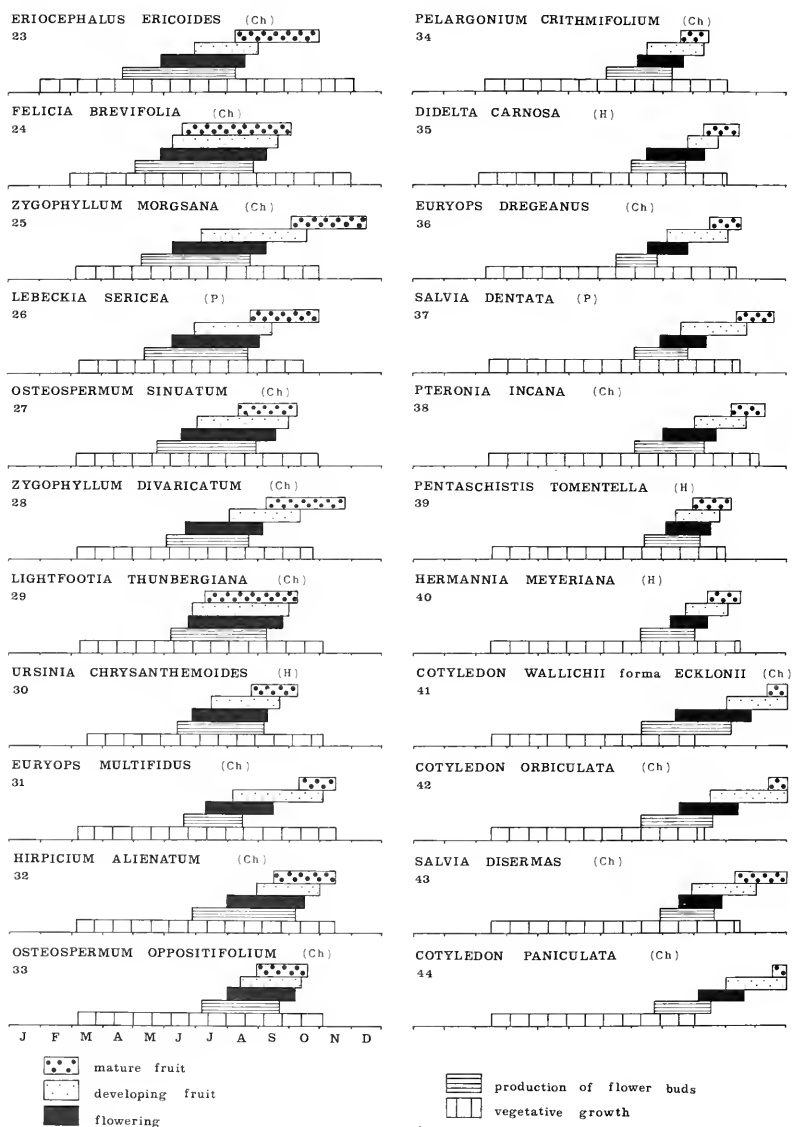 ERIOCEPHALUS ERICOIDES (Ch)
23
FELICIA BREVIFOLIA (Ch)
24
ZYGOPHYLLUM MORGSANA (Ch)
25
LEBECKIA SERICEA (P)
26
OSTEOSPERMUM SINUATUM (Ch)
27
ZYGOPHYLLUM DIVARICATUM (Ch)
28
LIGHTFOOTIA THUNBERGIANA (Ch)
29
URSINIA CHRYSANTHEMOIDES (H)
30
EURYOPS MULTIFIDUS (Ch)
31
HIRPICIUM ALIENATUM (Ch)
32
OSTEOSPERMUM OPPOSITIFOLIUM (Ch)
33
J F M A M J J A S O N D
mature fruit
developing fruit
flowering
PELARGONIUM CRITHMIFOLIUM (Ch)
34
DIDELTA CARNOSA (H)
35
EURYOPS DREGEANUS (Ch)
36
SALVIA DENTATA (P)
37
PTERONIA INCANA (Ch)
38
PENTASCHISTIS TOMENTELLA (H)
39
HERMANNIA MEYERIANA (H)
40
COTYLEDON WALLICHII forma ECKLONII (Ch)
41
COTYLEDON ORBICULATA (Ch)
42
SALVIA DISERMAS (Ch)
43
COTYLEDON PANICULATA (Ch)
44
production of flower buds
vegetative growth